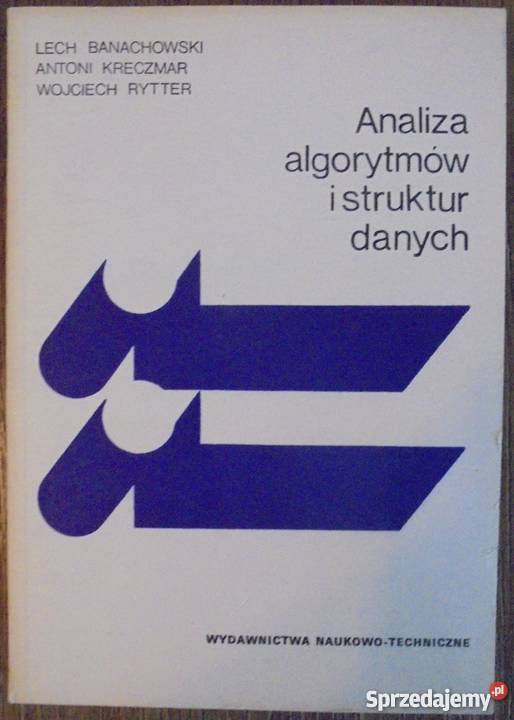 LECH BANACHOWSKI
ANTONI KRECZMAR
WOJCIECH RYTTER
Analiza
algorytmów
i struktur
danych
WYDAWNICTWA NAUKOWO-TECHNICZNE
Sprzedajemy.pl